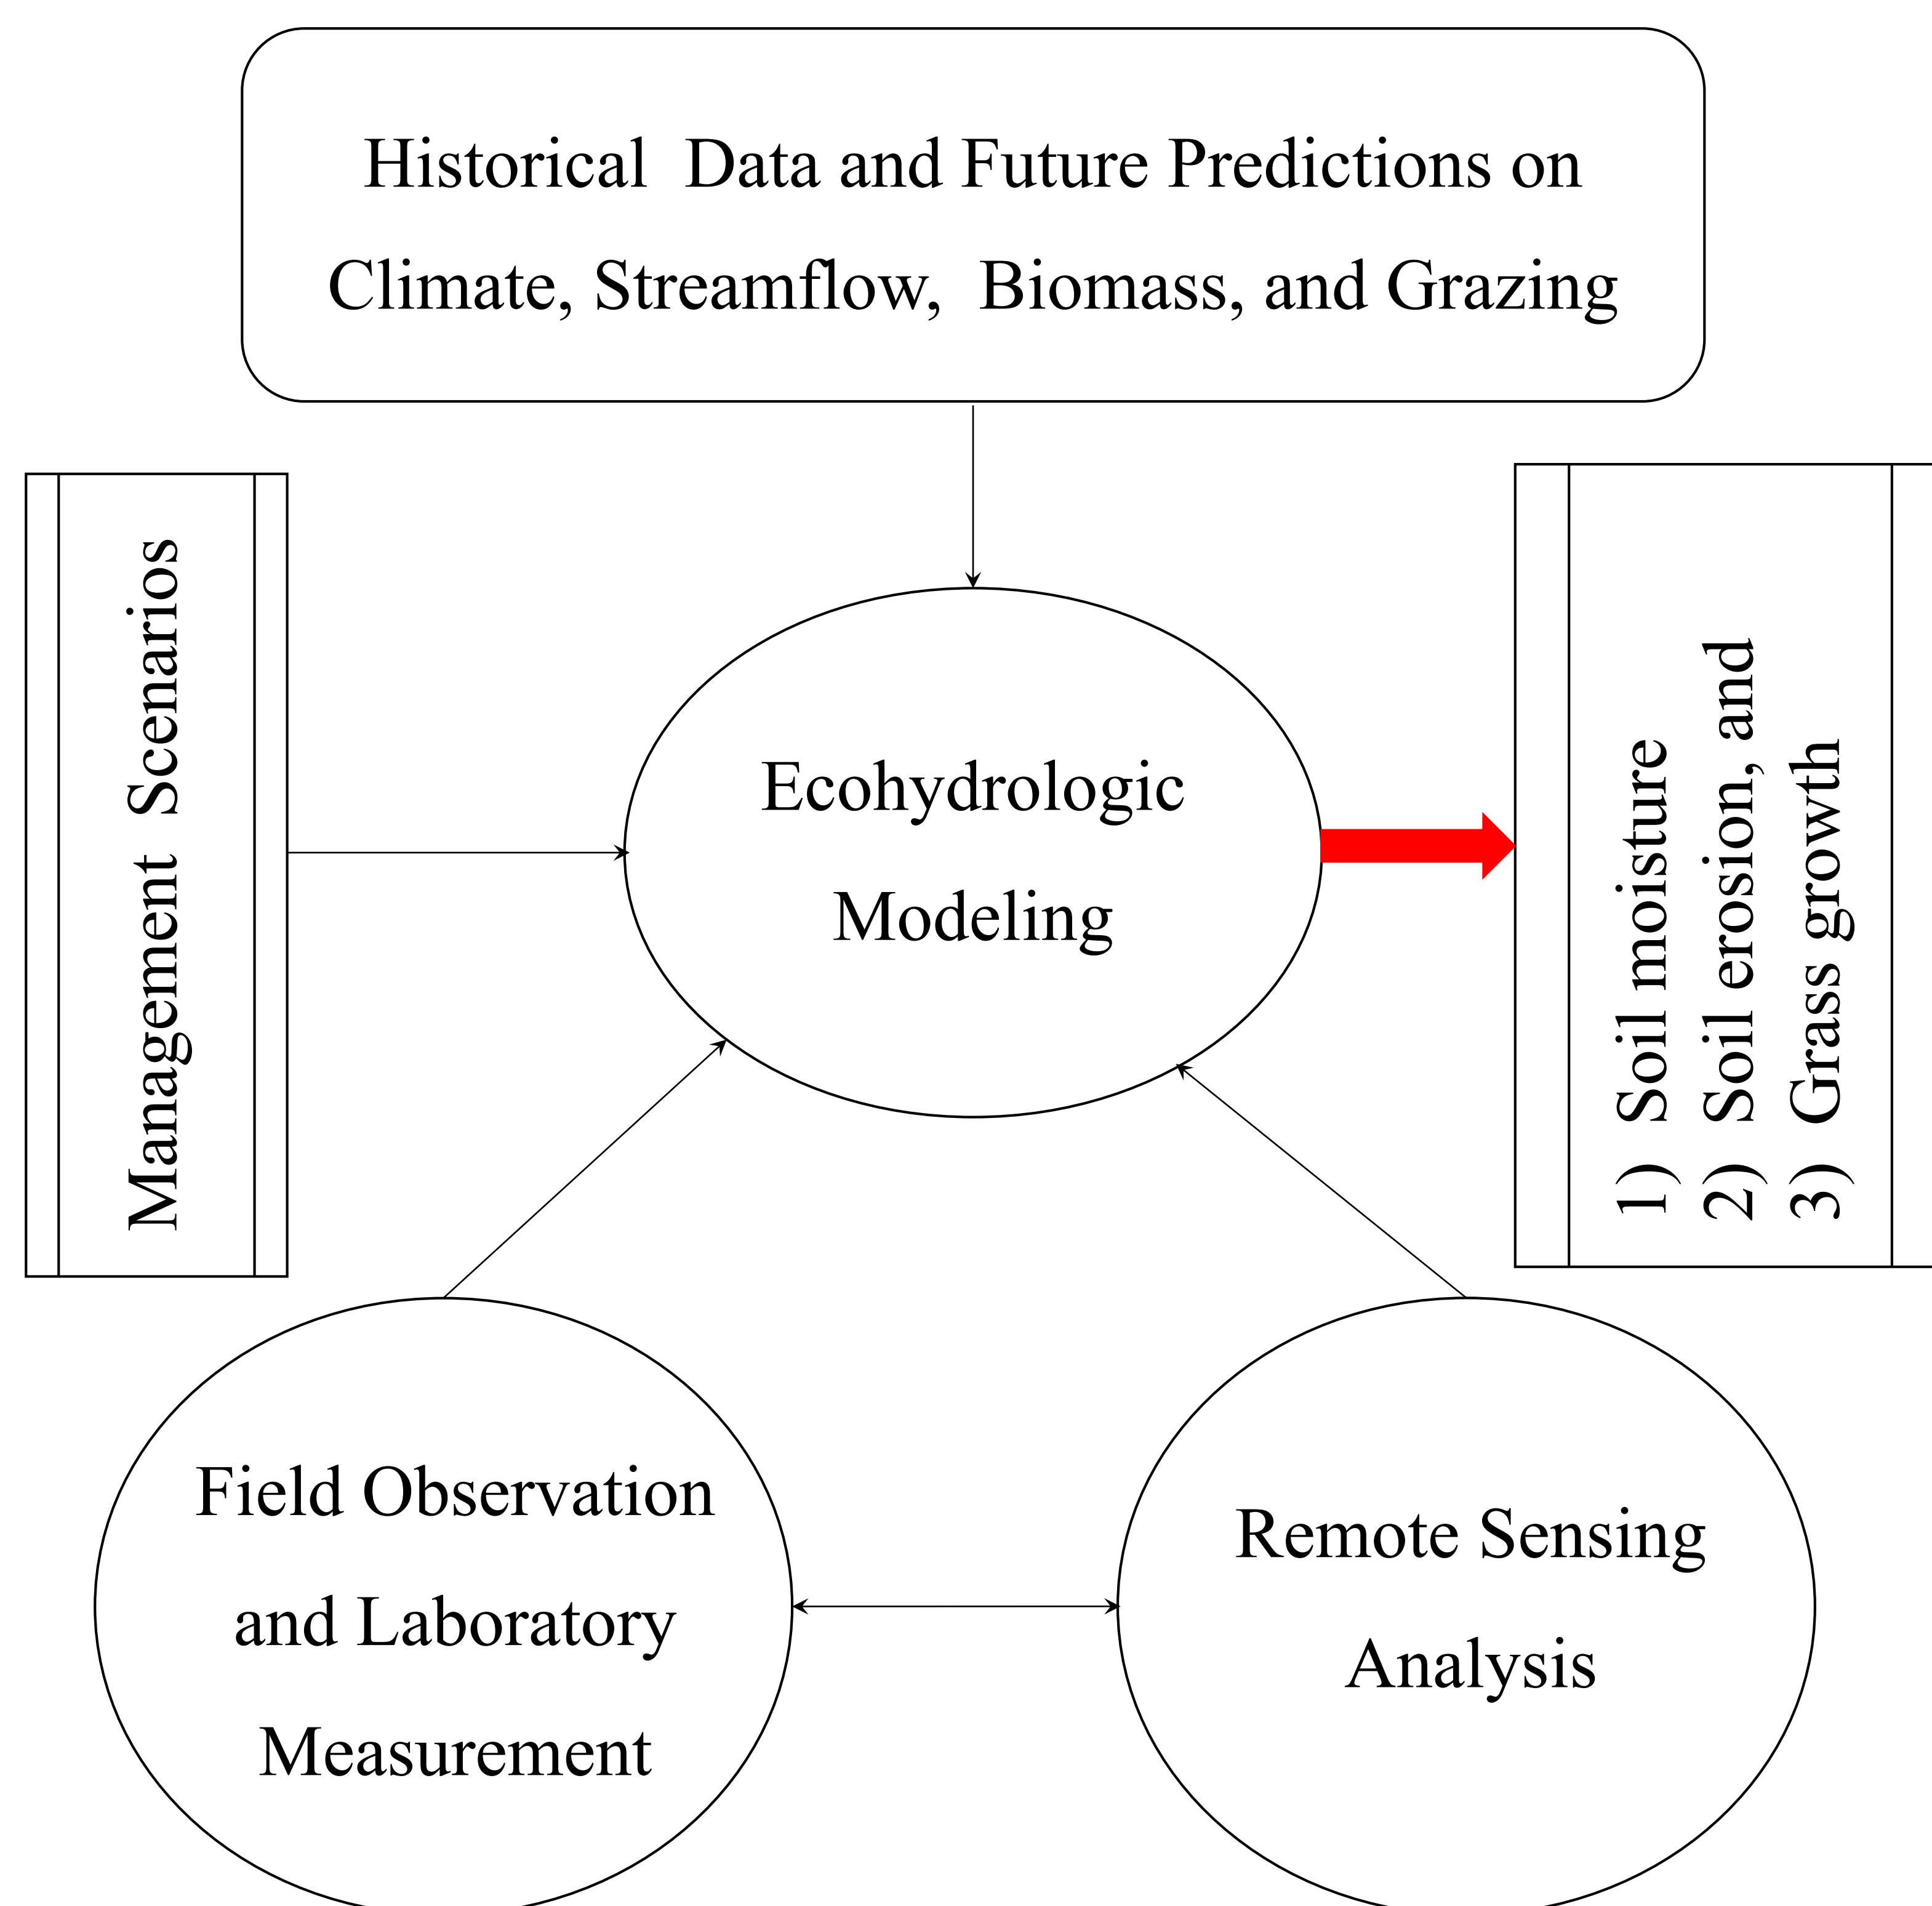 Historical Data and Future Predictions on
Climate, Streamflow, Biomass, and Grazing
Management Scenarios
Ecohydrologic
Modeling
1) Soil moisture
2) Soil erosion, and
3) Grass growth
Field Observation
and Laboratory
Measurement
Remote Sensing
Analysis